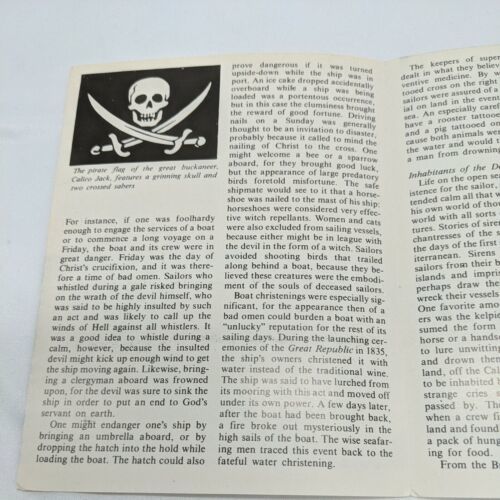 The pirate flag of the great buckaneer,
Calico Jack, features a grinning skull and
two crossed sabers
For instance, if one was foolhardy
enough to engage the services of a boat
or to commence a long voyage on a
Friday, the boat and its crew were in
great danger. Friday was the day of
Christ's crucifixion, and it was there-
fore a time of bad omen. Sailors who
whistled during a gale risked bringing
on the wrath of the devil himself, who
was said to be highly insulted by such
an act and was likely to call up the
winds of Hell against all whistlers. It
was a good idea to whistle during a
calm, however, because the insulted
devil might kick up enough wind to get
the ship moving again. Likewise, bring-
ing a clergyman aboard was frowned
upon, for the devil was sure to sink the
ship in order to put an end to God's
servant on earth.
One might endanger one's ship by
bringing an umbrella aboard, or by
dropping the hatch into the hold while
loading the boat. The hatch could also
prove dangerous if it was turned
upside-down while the ship was in
port. An ice cake dropped accidentally
overboard while a ship was being
loaded was a portentous occurrence,
but in this case the clumsiness brought
the reward of good fortune. Driving
nails on a Sunday was generally
thought to be an invitation to disaster,
probably because it called to mind the
nailing of Christ to the cross. One
might welcome a bee or a sparrow
aboard, for they brought good luck,
but the appearance of large predatory
birds foretold misfortune. The safe
shipmate would see to it that a horse-
shoe was nailed to the mast of his ship;
horseshoes were considered very effec-
tive witch repellants. Women and cats
were also excluded from sailing vessels,
because either might be in league with
the devil in the form of a witch. Sailors
avoided shooting birds that trailed
along behind a boat, because they be-
lieved these creatures were the embodi-
ment of the souls of deceased sailors.
Boat christenings were especially sig-
nificant, for the appearance then of a
bad omen could burden a boat with an
"unlucky" reputation for the rest of its
sailing days. During the launching cer-
emonies of the Great Republic in 1835,
the ship's owners christened it with
water instead of the traditional wine.
The ship was said to have lurched from
its mooring with this act and moved off
under its own power. A few days later,
after the boat had been brought back,
a fire broke out mysteriously in the
high sails of the boat. The wise seafar-
ing men traced this event back to the
fateful water christening.
The keepers of super
dealt in what they believe
ventive medicine. By
tooed cross on the right
sailors were assured of a
ial on land in the event
sea. An especially caref
have a rooster tattooe
and a pig tattooed on
cause both animals wer
the water and would t
a man from drowning
Inhabitants of the De
Life on the open sea
istence for the sailor.
tended calm all that w
his own world of thou
world with all sorts
tures. Stories of siren
chantresses of the s
the days of the first
iterranean. Sirens
sailors from their b
islands and impris
perhaps draw the
wreck their vessels
One favorite amo
ers was the kelpie
sumed the form
horse or a handso
to lure unwitting
and drown them
land, off the Cal
to be inhabited
strange cries s
passed by. The
when a crew fi
land and found
a pack of hung
ing for food.
From the B